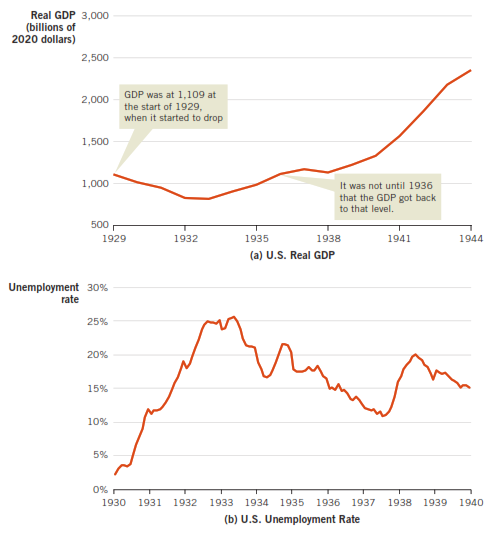 Real GDP
(billions of
2020 dollars)
3,000
2,500
2,000
1,500
1,000
500
GDP was at 1,109 at
the start of 1929,
when it started to drop
It was not until 1936
that the GDP got back
to that level.
1929 1932 1935 1938 1941 1944
(a) U.S. Real GDP
Unemployment
rate
30%
25%
20%
15%
10%
5%
0%
1930 1931 1932 1933 1934 1935 1936 1937 1938 1939 1940
(b) U.S. Unemployment Rate